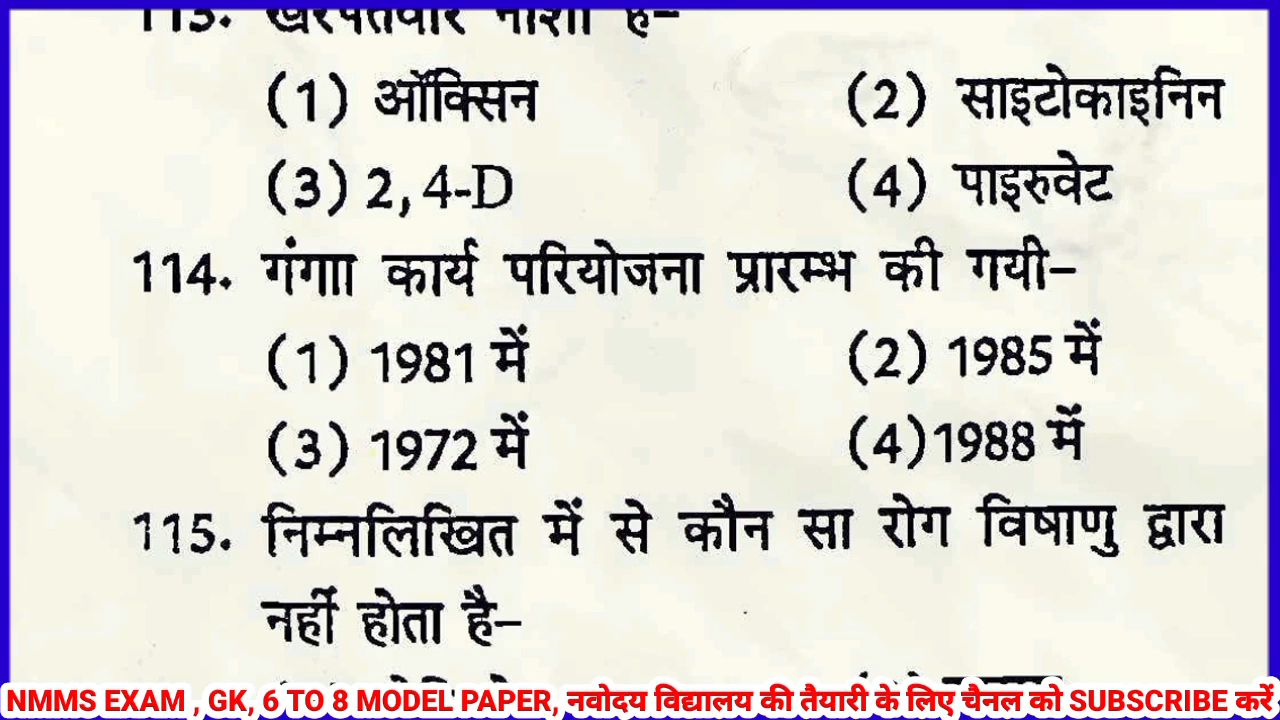 113. खरपतवार नाशी है–
(1) ऑक्सिन (2) साइटोकाइनिन
(3) 2, 4-D (4) पाइरुवेट
114. गंगाा कार्य परियोजना प्रारम्भ की गयी–
(1) 1981 में (2) 1985 में
(3) 1972 में (4) 1988 में
115. निम्नलिखित में से कौन सा रोग विषाणु द्वारा
नहीं होता है–
NMMS EXAM , GK, 6 TO 8 MODEL PAPER, नवोदय विद्यालय की तैयारी के लिए चैनल को SUBSCRIBE करें